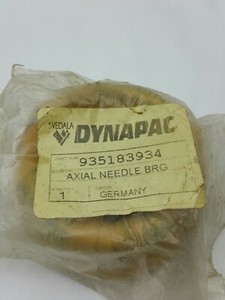 SVEDALA
DYNAPAC
935183934
AXIAL NEEDLE BRG
1
GERMANY